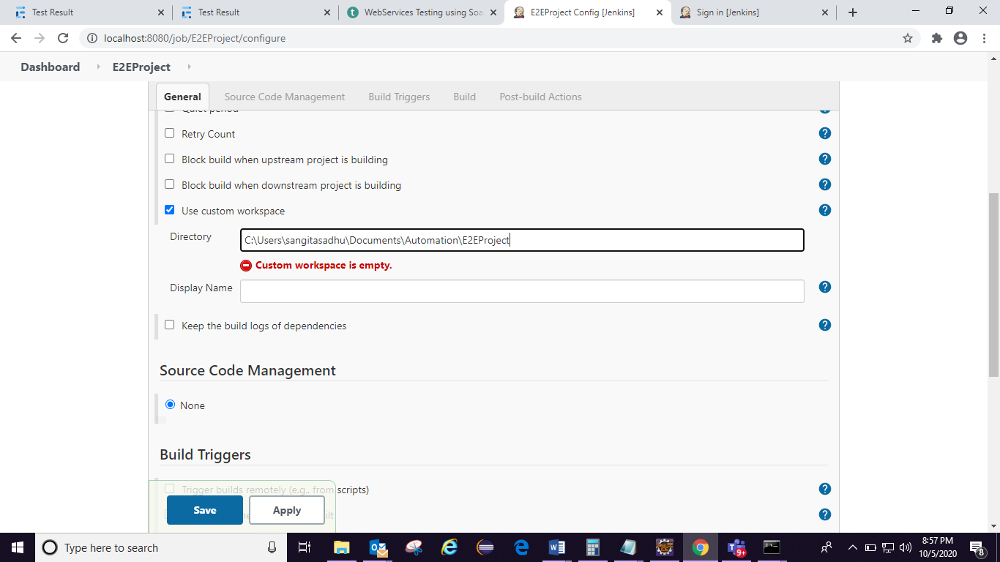 Test Result
Test Result
WebServices Testing using Soa
E2EProject Config [Jenkins]
Sign in [Jenkins]
localhost:8080/job/E2EProject/configure
Dashboard
E2EProject
General
Source Code Management
Build Triggers
Build
Post-build Actions
Quiet period
Retry Count
Block build when upstream project is building
Block build when downstream project is building
Use custom workspace
Directory
C:\Users\sangitasadhu\Documents\Automation\E2EProject
Custom workspace is empty.
Display Name
Keep the build logs of dependencies
Source Code Management
None
Build Triggers
Trigger builds remotely (e.g., from scripts)
Save
Apply
Type here to search
9+
8:57 PM
10/5/2020
8